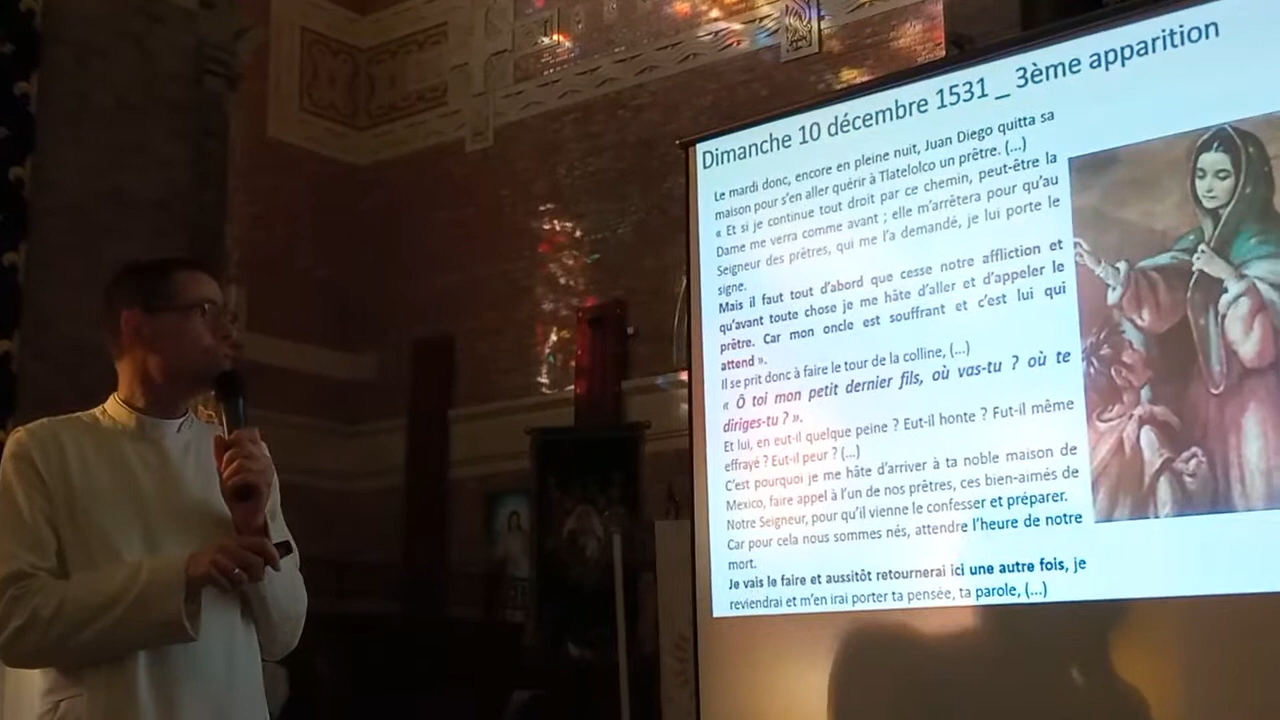 Dimanche 10 décembre 1531 _ 3ème apparition
Le mardi donc, encore en pleine nuit, Juan Diego quitta sa
maison pour s'en aller quérir à Tlatelolco un prêtre. (...)
« Et si je continue tout droit par ce chemin, peut-être la
Dame me verra comme avant ; elle m'arrêtera pour qu'au
Seigneur des prêtres, qui me l'a demandé, je lui porte le
signe.
Mais il faut tout d'abord que cesse notre affliction et
qu'avant toute chose je me hâte d'aller et d'appeler le
prêtre. Car mon oncle est souffrant et c'est lui qui
attend ».
Il se prit donc à faire le tour de la colline, (...)
« Ô toi mon petit dernier fils, où vas-tu ? où te
diriges-tu ? ».
Et lui, en eut-il quelque peine ? Eut-il honte ? Fut-il même
effrayé ? Eut-il peur ? (...)
C'est pourquoi je me hâte d'arriver à ta noble maison de
Mexico, faire appel à l'un de nos prêtres, ces bien-aimés de
Notre Seigneur, pour qu'il vienne le confesser et préparer.
Car pour cela nous sommes nés, attendre l'heure de notre
mort.
Je vais le faire et aussitôt retournerai ici une autre fois, je
reviendrai et m'en irai porter ta pensée, ta parole, (...)